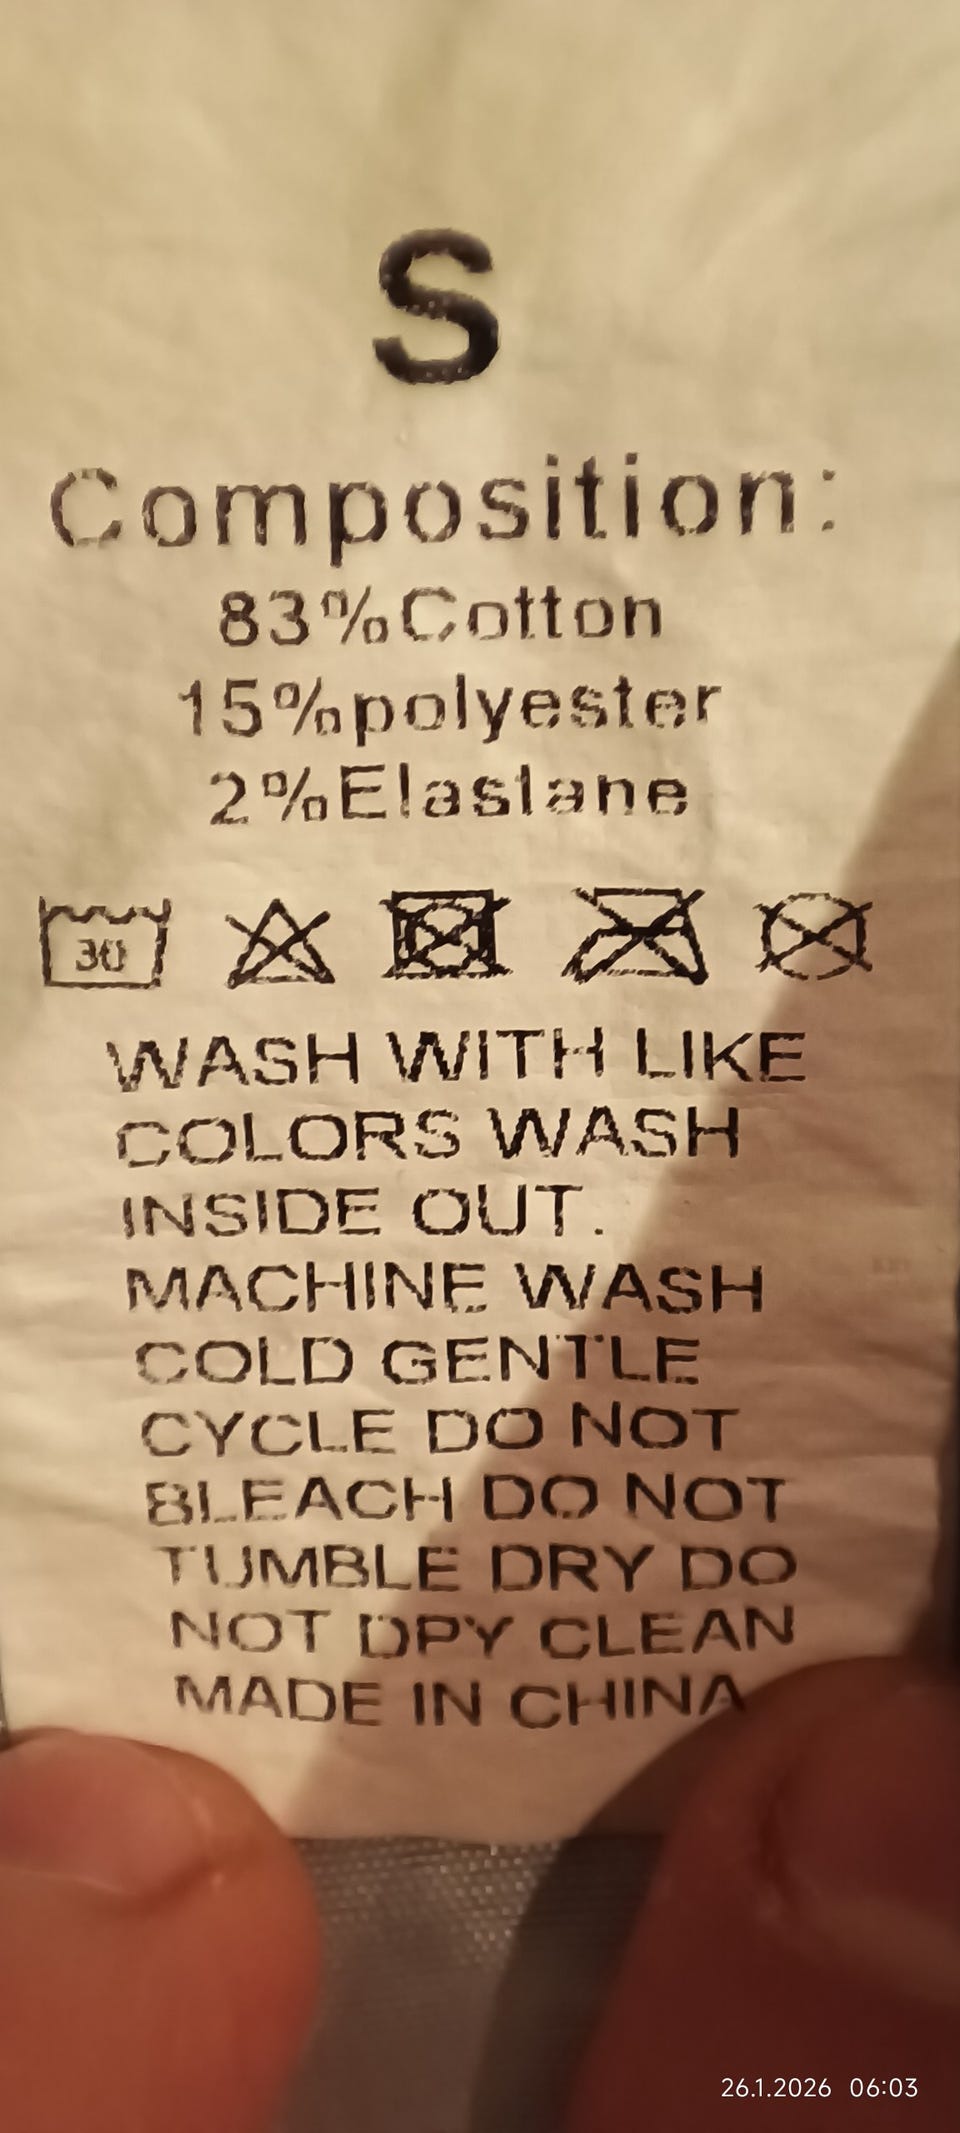 S
Composition:
83%Cotton
15%polyester
2%Elastane
30
WASH WITH LIKE
COLORS WASH
INSIDE OUT.
MACHINE WASH
COLD GENTLE
CYCLE DO NOT
BLEACH DO NOT
TUMBLE DRY DO
NOT DRY CLEAN
MADE IN CHINA
26.1.2026 06:03